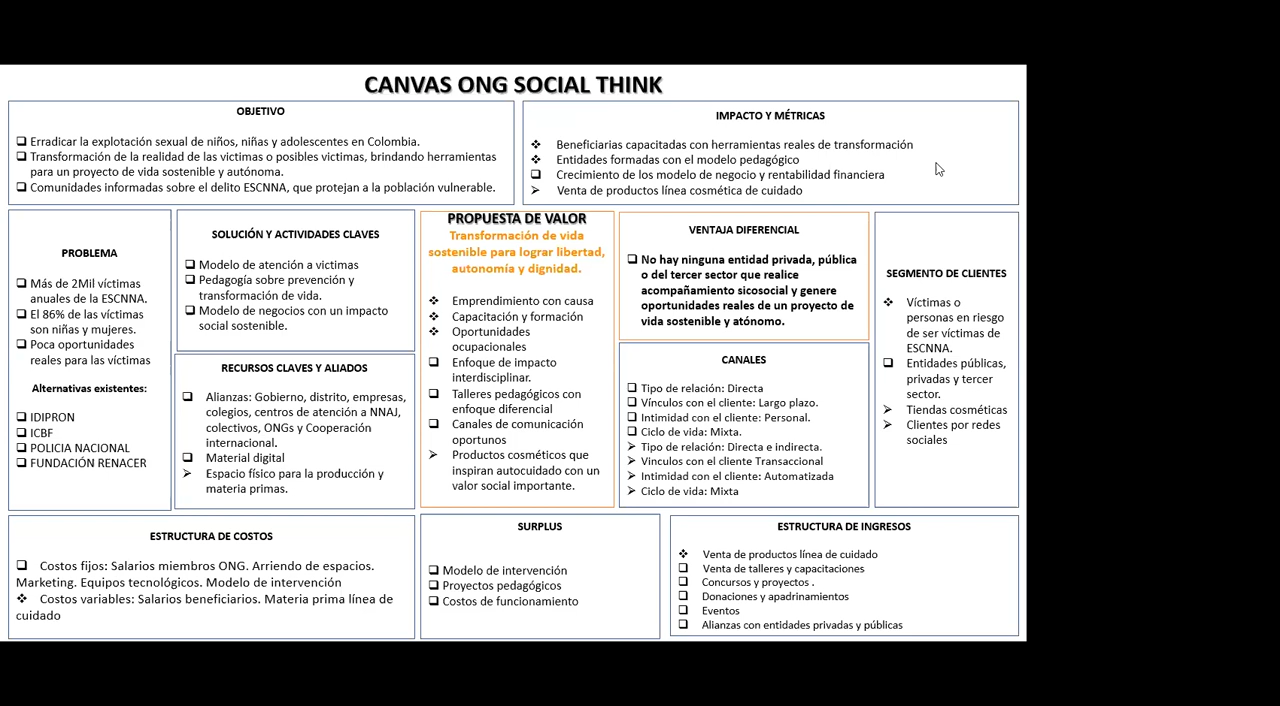 CANVAS ONG SOCIAL THINK
OBJETIVO
❑ Erradicar la explotación sexual de niños, niñas y adolescentes en Colombia.
❑ Transformación de la realidad de las victimas o posibles victimas, brindando herramientas
para un proyecto de vida sostenible y autónoma.
❑ Comunidades informadas sobre el delito ESCNNA, que protejan a la población vulnerable.
IMPACTO Y MÉTRICAS
❖ Beneficiarias capacitadas con herramientas reales de transformación
❖ Entidades formadas con el modelo pedagógico
❑ Crecimiento de los modelo de negocio y rentabilidad financiera
➢ Venta de productos línea cosmética de cuidado
PROBLEMA
❑ Más de 2Mil víctimas
anuales de la ESCNNA.
❑ El 86% de las víctimas
son niñas y mujeres.
❑ Poca oportunidades
reales para las víctimas
Alternativas existentes:
❑ IDIPRON
❑ ICBF
❑ POLICIA NACIONAL
❑ FUNDACIÓN RENACER
SOLUCIÓN Y ACTIVIDADES CLAVES
❑ Modelo de atención a victimas
❑ Pedagogía sobre prevención y
transformación de vida.
❑ Modelo de negocios con un impacto
social sostenible.
RECURSOS CLAVES Y ALIADOS
❑ Alianzas: Gobierno, distrito, empresas,
colegios, centros de atención a NNAJ,
colectivos, ONGs y Cooperación
internacional.
❑ Material digital
➢ Espacio físico para la producción y
materia primas.
PROPUESTA DE VALOR
Transformación de vida
sostenible para lograr libertad,
autonomía y dignidad.
❖ Emprendimiento con causa
❖ Capacitación y formación
❖ Oportunidades
ocupacionales
❑ Enfoque de impacto
interdisciplinar.
❑ Talleres pedagógicos con
enfoque diferencial
❑ Canales de comunicación
oportunos
➢ Productos cosméticos que
inspiran autocuidado con un
valor social importante.
VENTAJA DIFERENCIAL
❑ No hay ninguna entidad privada, pública
o del tercer sector que realice
acompañamiento sicosocial y genere
oportunidades reales de un proyecto de
vida sostenible y atónomo.
CANALES
❑ Tipo de relación: Directa
❑ Vínculos con el cliente: Largo plazo.
❑ Intimidad con el cliente: Personal.
❑ Ciclo de vida: Mixta.
➢ Tipo de relación: Directa e indirecta.
➢ Vinculos con el cliente Transaccional
➢ Intimidad con el cliente: Automatizada
➢ Ciclo de vida: Mixta
SEGMENTO DE CLIENTES
❖ Víctimas o
personas en riesgo
de ser víctimas de
ESCNNA.
❑ Entidades públicas,
privadas y tercer
sector.
➢ Tiendas cosméticas
➢ Clientes por redes
sociales
ESTRUCTURA DE COSTOS
❑ Costos fijos: Salarios miembros ONG. Arriendo de espacios.
Marketing. Equipos tecnológicos. Modelo de intervención
❖ Costos variables: Salarios beneficiarios. Materia prima línea de
cuidado
SURPLUS
❑ Modelo de intervención
❑ Proyectos pedagógicos
❑ Costos de funcionamiento
ESTRUCTURA DE INGRESOS
❖ Venta de productos línea de cuidado
❑ Venta de talleres y capacitaciones
❑ Concursos y proyectos .
❑ Donaciones y apadrinamientos
❑ Eventos
❑ Alianzas con entidades privadas y públicas